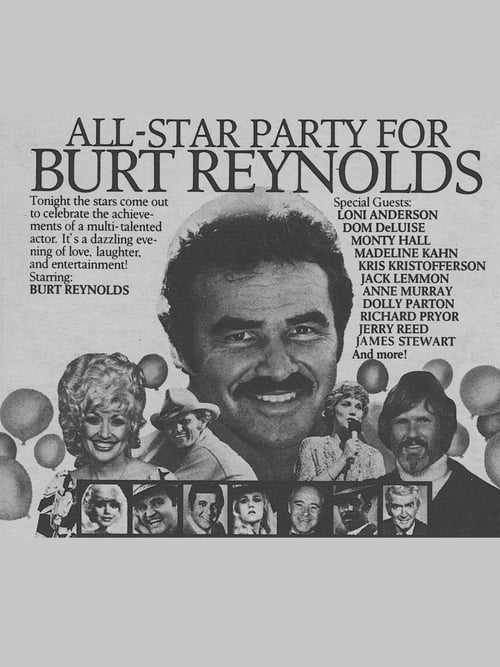 ALL-STAR PARTY FOR
BURT REYNOLDS
Tonight the stars come out
to celebrate the achieve-
ments of a multi-talented
actor. It's a dazzling eve-
ning of love, laughter,
and entertainment!
Starring:
BURT REYNOLDS
Special Guests:
LONI ANDERSON
DOM DeLUISE
MONTY HALL
MADELINE KAHN
KRIS KRISTOFFERSON
JACK LEMMON
ANNE MURRAY
DOLLY PARTON
RICHARD PRYOR
JERRY REED
JAMES STEWART
And more!